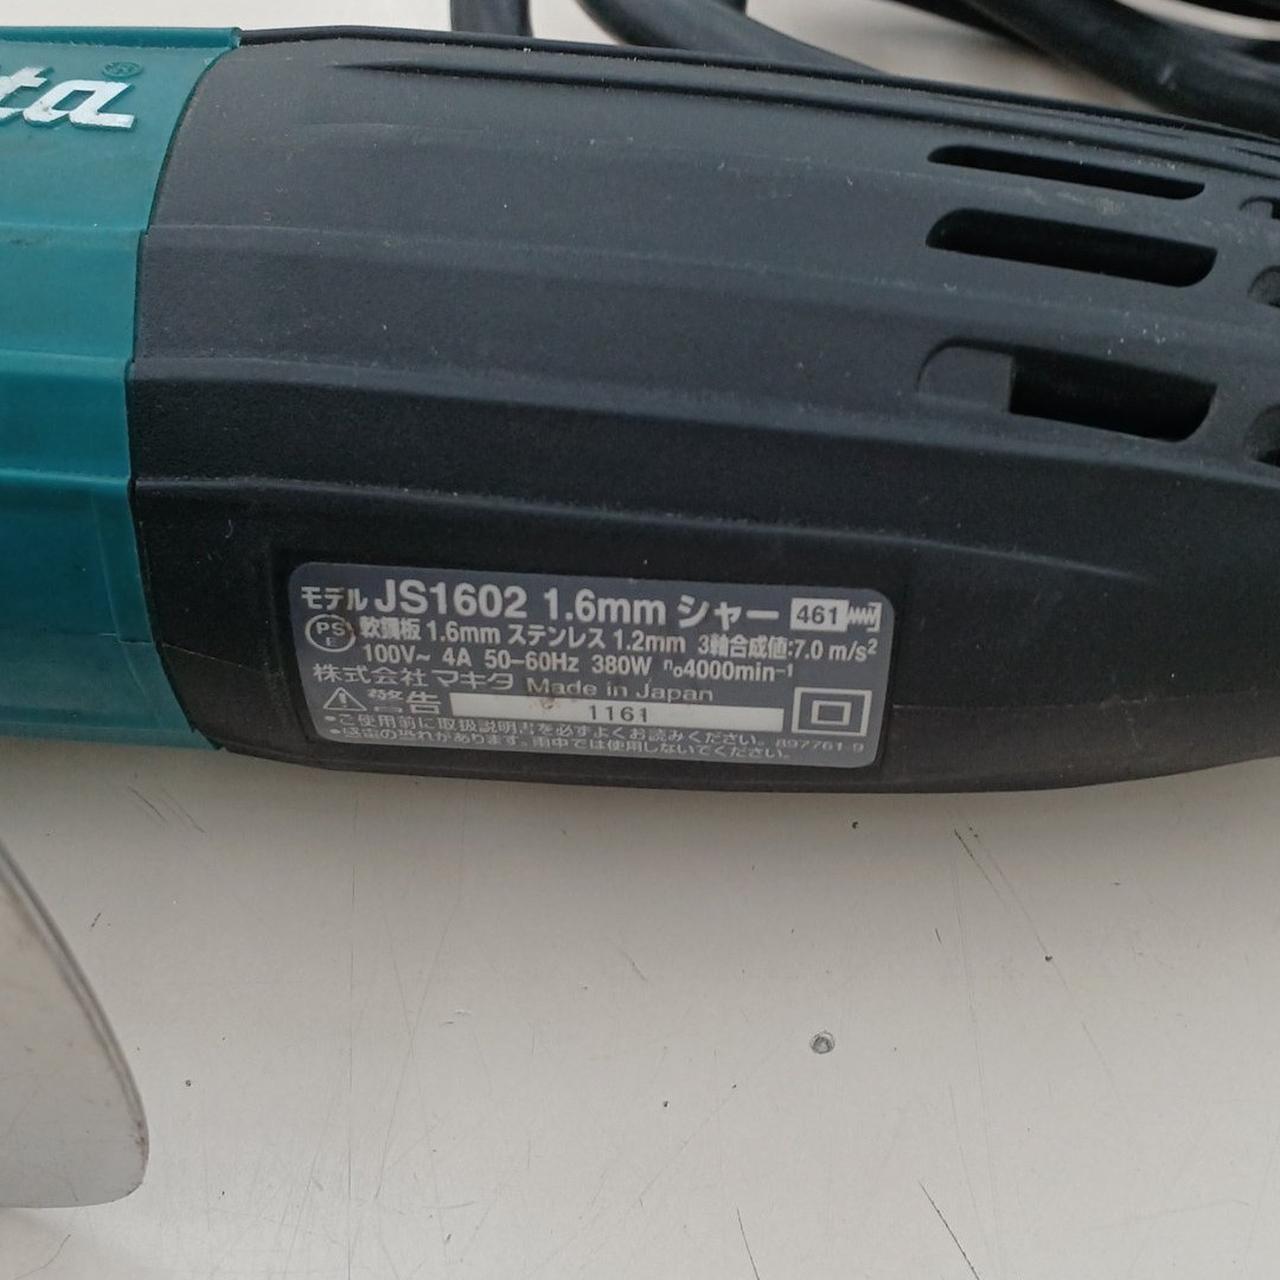 ta®
モデル JS1602 1.6mm シャー 461
PS E 軟鋼板 1.6mm ステンレス 1.2mm 3軸合成値:7.0 m/s²
100V~ 4A 50-60Hz 380W n₀4000min⁻¹
株式会社マキタ Made in Japan
警告 1161
•ご使用前に取扱説明書を必ずよくお読みください。 897761-9
•感電の恐れがあります。雨中では使用しないでください。